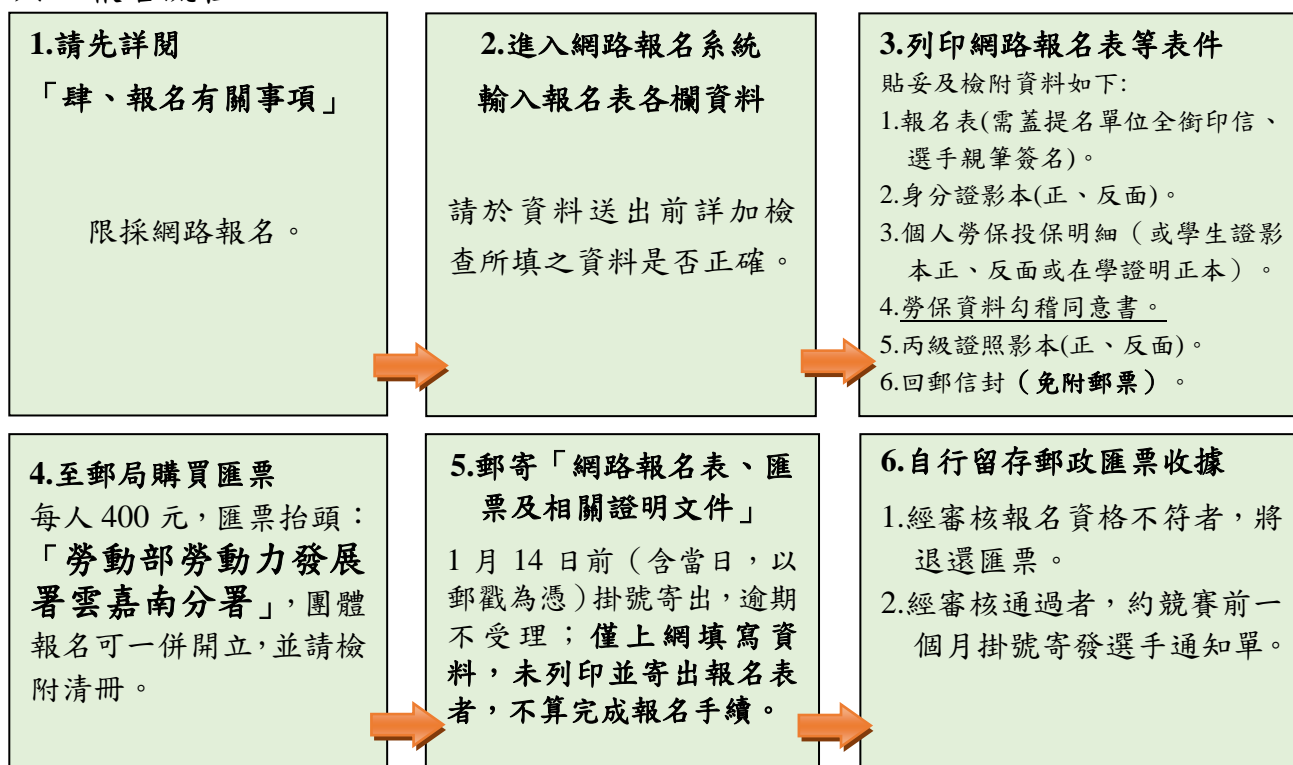 1.請先詳閱
「肆、報名有關事項」
限採網路報名。
2.進入網路報名系統
輸入報名表各欄資料
請於資料送出前詳加檢
查所填之資料是否正確。
3.列印網路報名表等表件
貼妥及檢附資料如下:
1.報名表(需蓋提名單位全銜印信、
選手親筆簽名)。
2.身分證影本(正、反面)。
3.個人勞保投保明細（或學生證影
本正、反面或在學證明正本）。
4.勞保資料勾稽同意書。
5.丙級證照影本(正、反面)。
6.回郵信封（免附郵票）。
4.至郵局購買匯票
每人 400 元，匯票抬頭：
「勞動部勞動力發展
署雲嘉南分署」，團體
報名可一併開立，並請檢
附清冊。
5.郵寄「網路報名表、匯
票及相關證明文件」
1 月 14 日前（含當日，以
郵戳為憑）掛號寄出，逾期
不受理；僅上網填寫資
料，未列印並寄出報名表
者，不算完成報名手續。
6.自行留存郵政匯票收據
1.經審核報名資格不符者，將
退還匯票。
2.經審核通過者，約競賽前一
個月掛號寄發選手通知單。